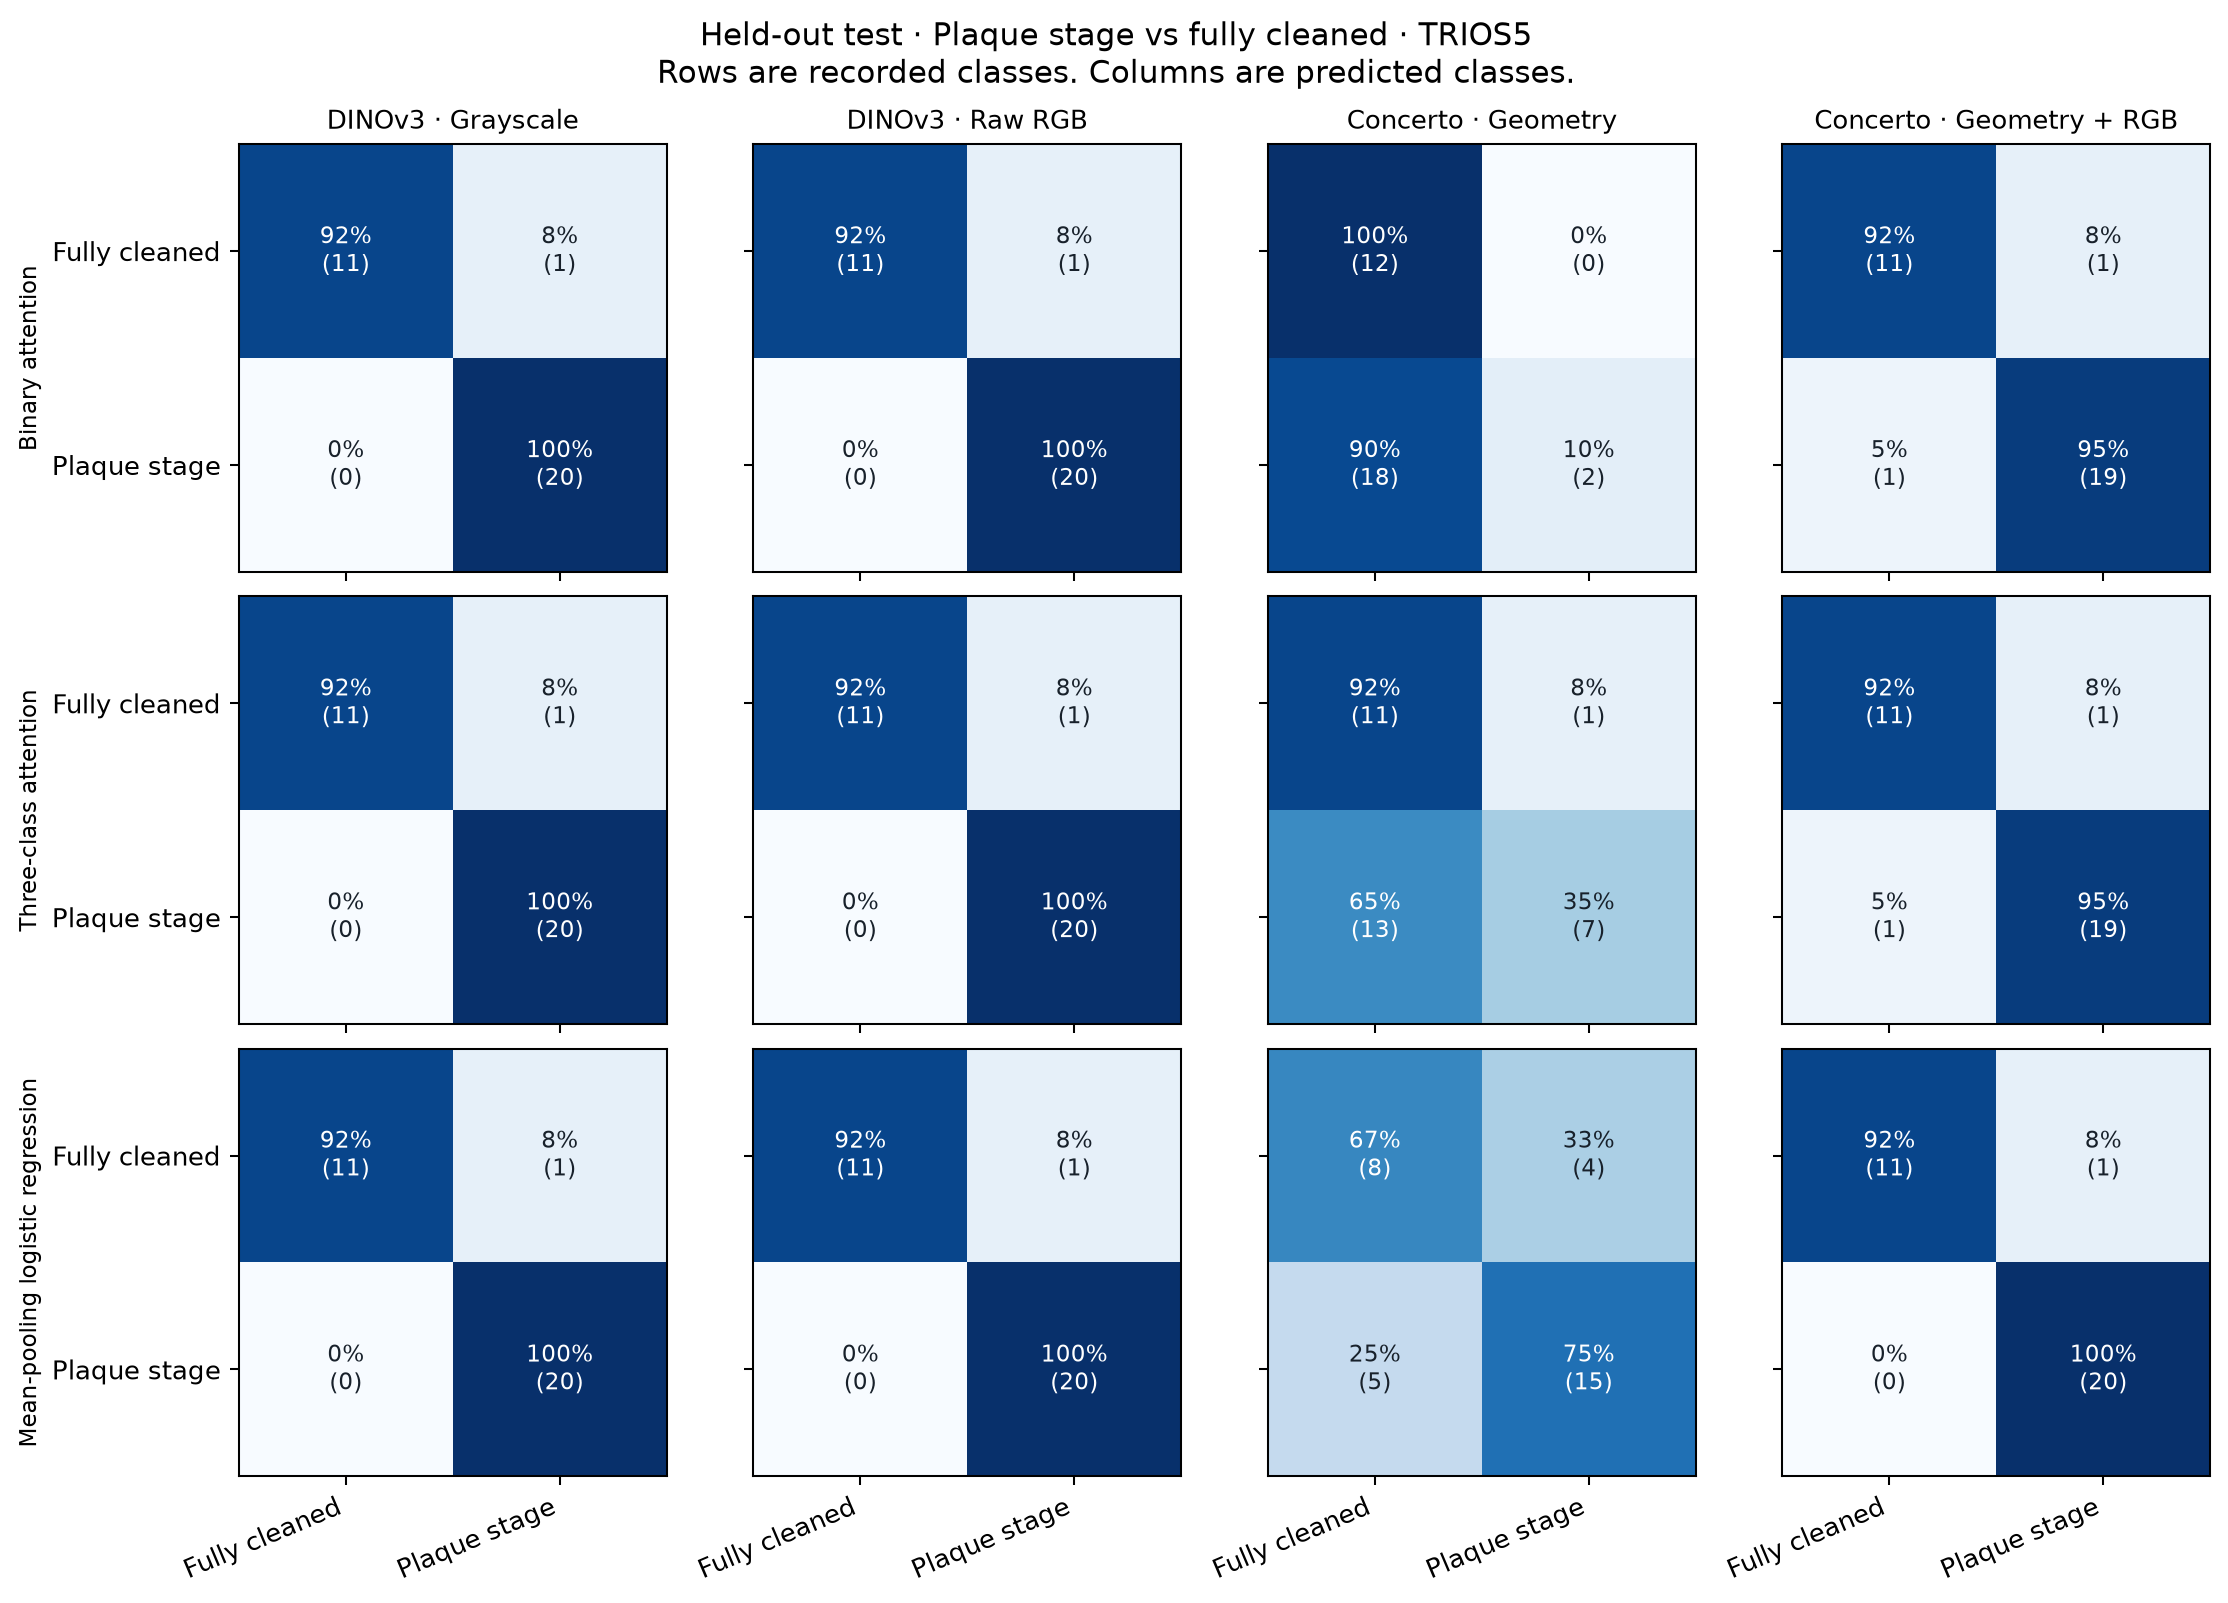 Held-out test · Plaque stage vs fully cleaned · TRIOS5
Rows are recorded classes. Columns are predicted classes.
DINOv3 · Grayscale
DINOv3 · Raw RGB
Concerto · Geometry
Concerto · Geometry + RGB
Binary attention
Fully cleaned
92% 8% 92% 8% 100% 0% 92% 8%
(11) (1) (11) (1) (12) (0) (11) (1)
Plaque stage
0% 100% 0% 100% 90% 10% 5% 95%
(0) (20) (0) (20) (18) (2) (1) (19)
Three-class attention
Fully cleaned
92% 8% 92% 8% 92% 8% 92% 8%
(11) (1) (11) (1) (11) (1) (11) (1)
Plaque stage
0% 100% 0% 100% 65% 35% 5% 95%
(0) (20) (0) (20) (13) (7) (1) (19)
Mean-pooling logistic regression
Fully cleaned
92% 8% 92% 8% 67% 33% 92% 8%
(11) (1) (11) (1) (8) (4) (11) (1)
Plaque stage
0% 100% 0% 100% 25% 75% 0% 100%
(0) (20) (0) (20) (5) (15) (0) (20)
Fully cleaned Plaque stage Fully cleaned Plaque stage Fully cleaned Plaque stage Fully cleaned Plaque stage